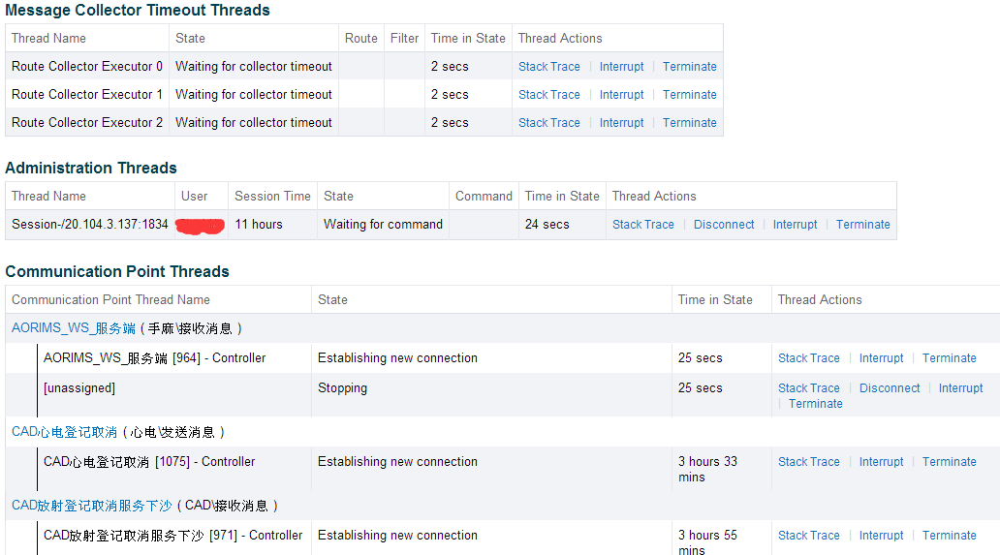 Message Collector Timeout Threads
Thread Name State Route Filter Time in State Thread Actions
Route Collector Executor 0 Waiting for collector timeout 2 secs Stack Trace | Interrupt | Terminate
Route Collector Executor 1 Waiting for collector timeout 2 secs Stack Trace | Interrupt | Terminate
Route Collector Executor 2 Waiting for collector timeout 2 secs Stack Trace | Interrupt | Terminate
Administration Threads
Thread Name User Session Time State Command Time in State Thread Actions
Session-/20.104.3.137:1834 11 hours Waiting for command 24 secs Stack Trace | Disconnect | Interrupt | Terminate
Communication Point Threads
Communication Point Thread Name State Time in State Thread Actions
AORIMS_WS_服务端 ( 手麻\接收消息 )
AORIMS_WS_服务端 [964] - Controller Establishing new connection 25 secs Stack Trace | Interrupt | Terminate
[unassigned] Stopping 25 secs Stack Trace | Disconnect | Interrupt
| Terminate
CAD心电登记取消 ( 心电\发送消息 )
CAD心电登记取消 [1075] - Controller Establishing new connection 3 hours 33 Stack Trace | Interrupt | Terminate
mins
CAD放射登记取消服务下沙 ( CAD\接收消息 )
CAD放射登记取消服务下沙 [971] - Controller Establishing new connection 3 hours 55 Stack Trace | Interrupt | Terminate
mins